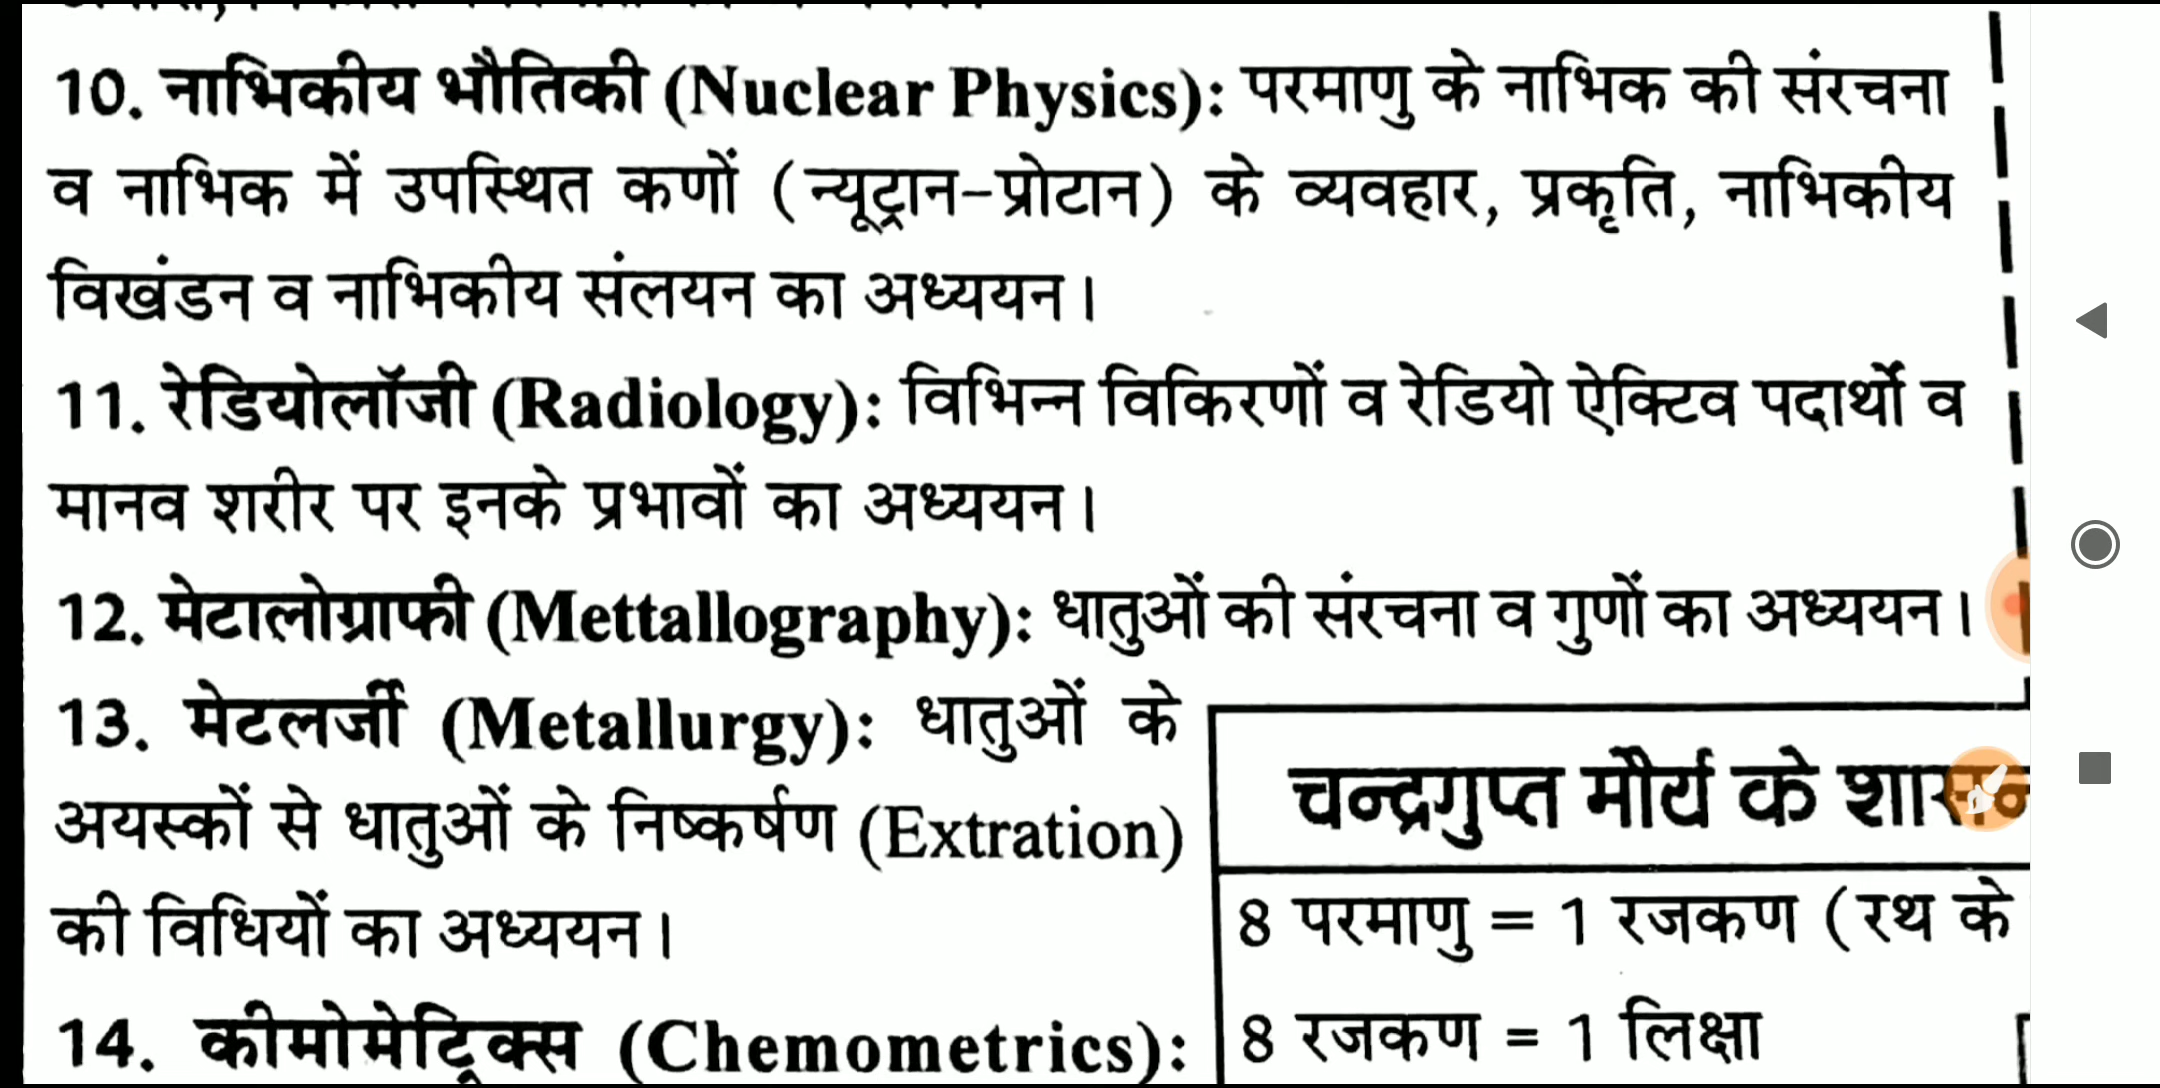 10. नाभिकीय भौतिकी (Nuclear Physics): परमाणु के नाभिक की संरचना
व नाभिक में उपस्थित कणों (न्यूट्रान-प्रोटान) के व्यवहार, प्रकृति, नाभिकीय
विखंडन व नाभिकीय संलयन का अध्ययन।
11. रेडियोलॉजी (Radiology): विभिन्न विकिरणों व रेडियो ऐक्टिव पदार्थो व
मानव शरीर पर इनके प्रभावों का अध्ययन।
12. मेटालोग्राफी (Mettallography): धातुओं की संरचना व गुणों का अध्ययन।
13. मेटलर्जी (Metallurgy): धातुओं के
अयस्कों से धातुओं के निष्कर्षण (Extration)
की विधियों का अध्ययन।
14. कीमोमेट्रिक्स (Chemometrics):
चन्द्रगुप्त मौर्य के शासन
8 परमाणु = 1 रजकण (रथ के
8 रजकण = 1 लिक्षा